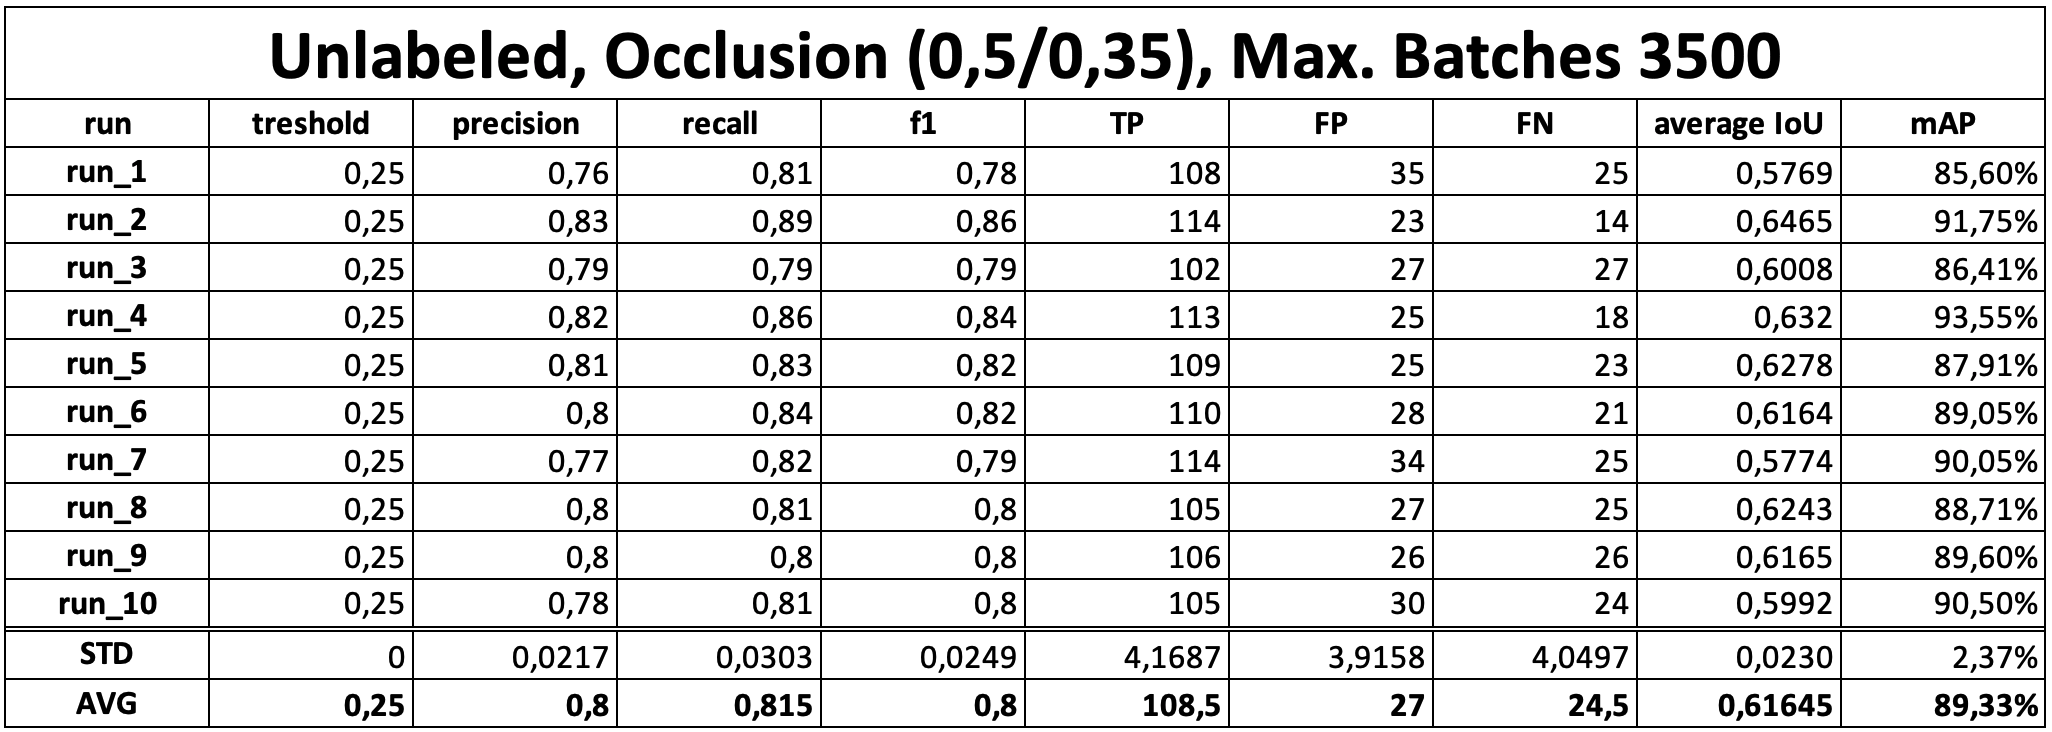 Unlabeled, Occlusion (0,5/0,35), Max. Batches 3500
run treshold precision recall f1 TP FP FN average IoU mAP
run_1 0,25 0,76 0,81 0,78 108 35 25 0,5769 85,60%
run_2 0,25 0,83 0,89 0,86 114 23 14 0,6465 91,75%
run_3 0,25 0,79 0,79 0,79 102 27 27 0,6008 86,41%
run_4 0,25 0,82 0,86 0,84 113 25 18 0,632 93,55%
run_5 0,25 0,81 0,83 0,82 109 25 23 0,6278 87,91%
run_6 0,25 0,8 0,84 0,82 110 28 21 0,6164 89,05%
run_7 0,25 0,77 0,82 0,79 114 34 25 0,5774 90,05%
run_8 0,25 0,8 0,81 0,8 105 27 25 0,6243 88,71%
run_9 0,25 0,8 0,8 0,8 106 26 26 0,6165 89,60%
run_10 0,25 0,78 0,81 0,8 105 30 24 0,5992 90,50%
STD 0 0,0217 0,0303 0,0249 4,1687 3,9158 4,0497 0,0230 2,37%
AVG 0,25 0,8 0,815 0,8 108,5 27 24,5 0,61645 89,33%